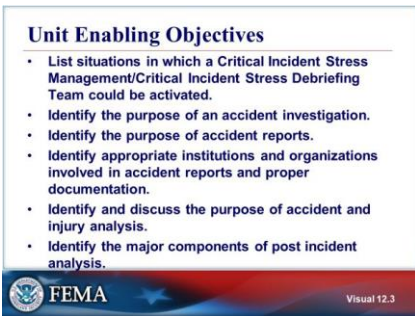 Unit Enabling Objectives
• List situations in which a Critical Incident Stress
Management/Critical Incident Stress Debriefing
Team could be activated.
• Identify the purpose of an accident investigation.
• Identify the purpose of accident reports.
• Identify appropriate institutions and organizations
involved in accident reports and proper
documentation.
• Identify and discuss the purpose of accident and
injury analysis.
• Identify the major components of post incident
analysis.
FEMA
Visual 12.3